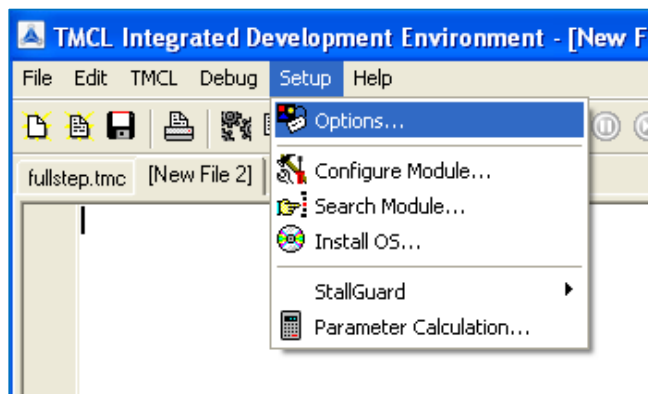 TMCL Integrated Development Environment - [New F
File Edit TMCL Debug Setup Help
Options...
fullstep.tmc [New File 2]
Configure Module...
Search Module...
Install OS...
StallGuard
Parameter Calculation...